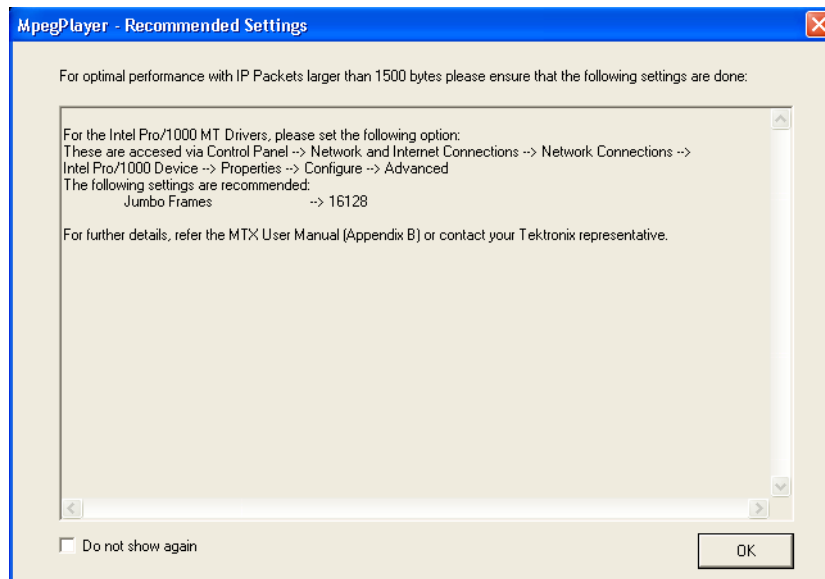 MpegPlayer - Recommended Settings
For optimal performance with IP Packets larger than 1500 bytes please ensure that the following settings are done:
For the Intel Pro/1000 MT Drivers, please set the following option:
These are accesed via Control Panel --> Network and Internet Connections --> Network Connections -->
Intel Pro/1000 Device --> Properties --> Configure --> Advanced
The following settings are recommended:
Jumbo Frames --> 16128
For further details, refer the MTX User Manual (Appendix B) or contact your Tektronix representative.
Do not show again
OK